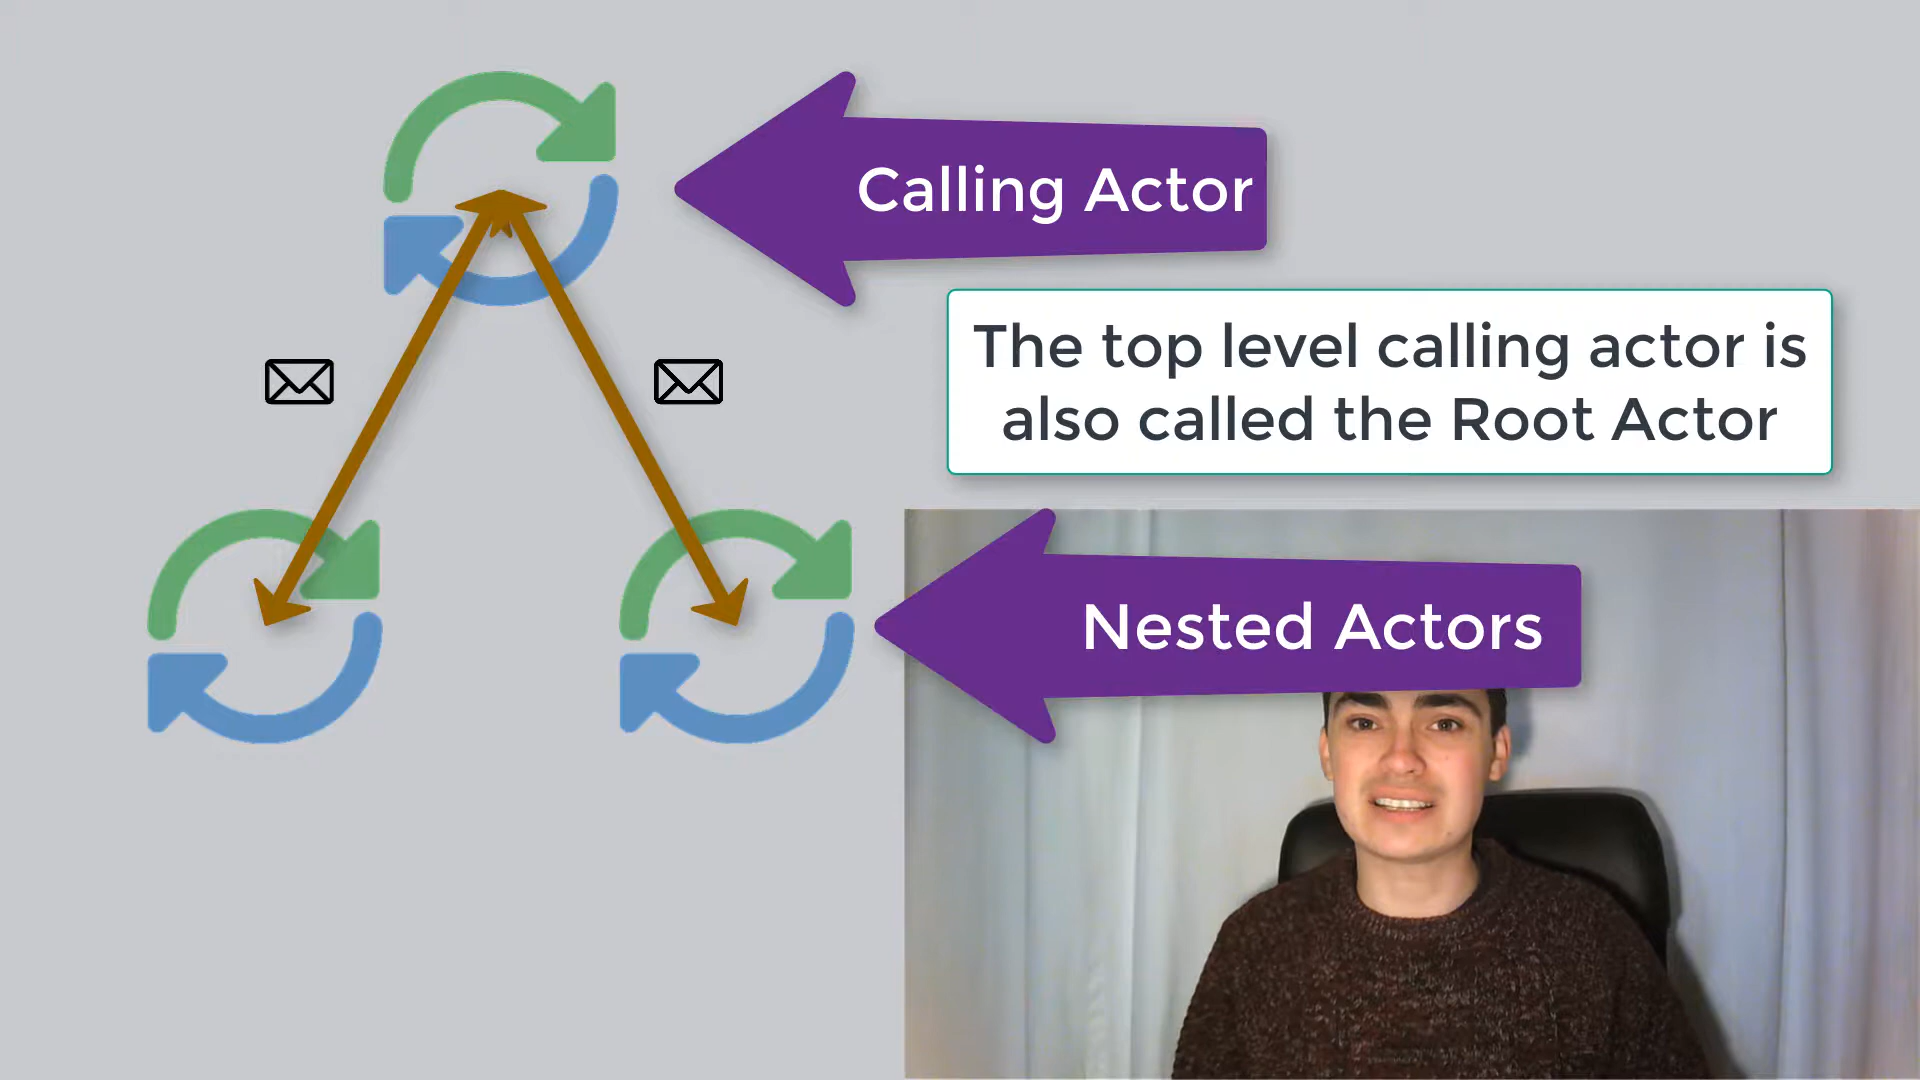 Calling Actor
The top level calling actor is
also called the Root Actor
Nested Actors